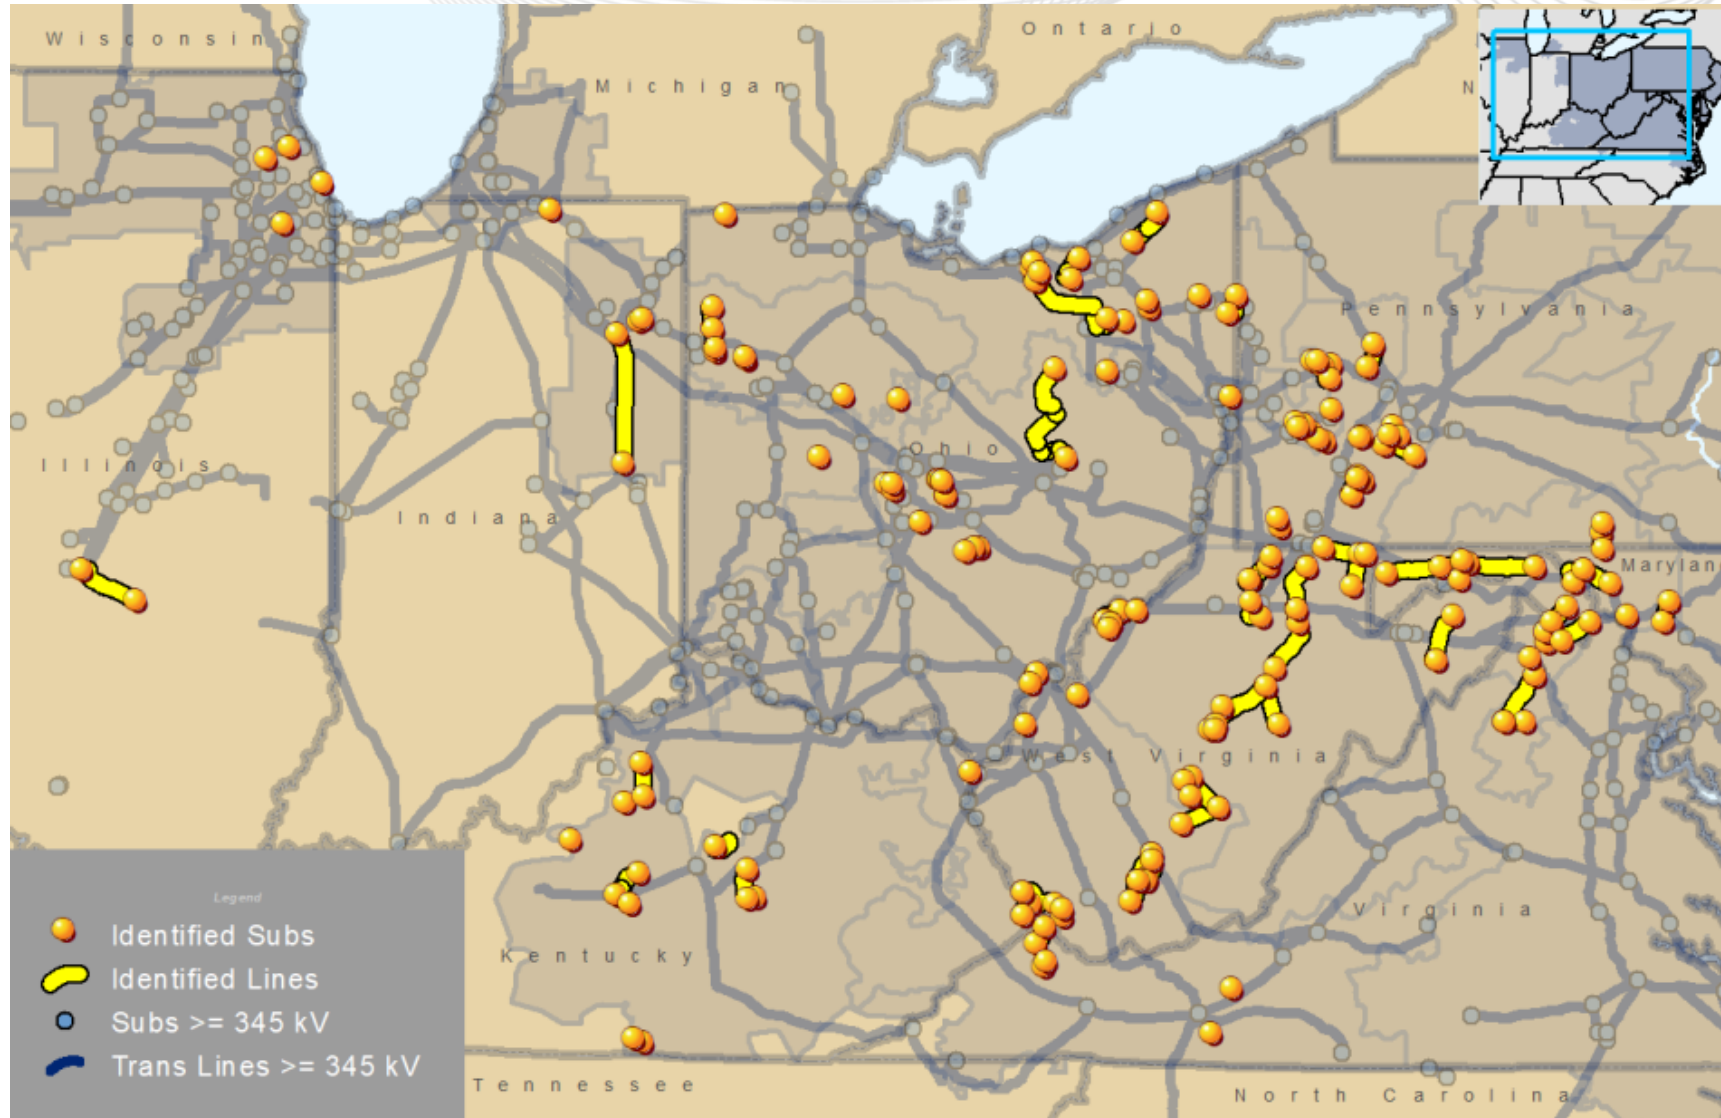 Wisconsin
Ontario
Michigan
N
Pennsylvania
Illinois
Ohio
Indiana
Marylan
West Virginia
Virginia
Kentucky
Tennessee
North Carolina
Legend
Identified Subs
Identified Lines
Subs >= 345 kV
Trans Lines >= 345 kV